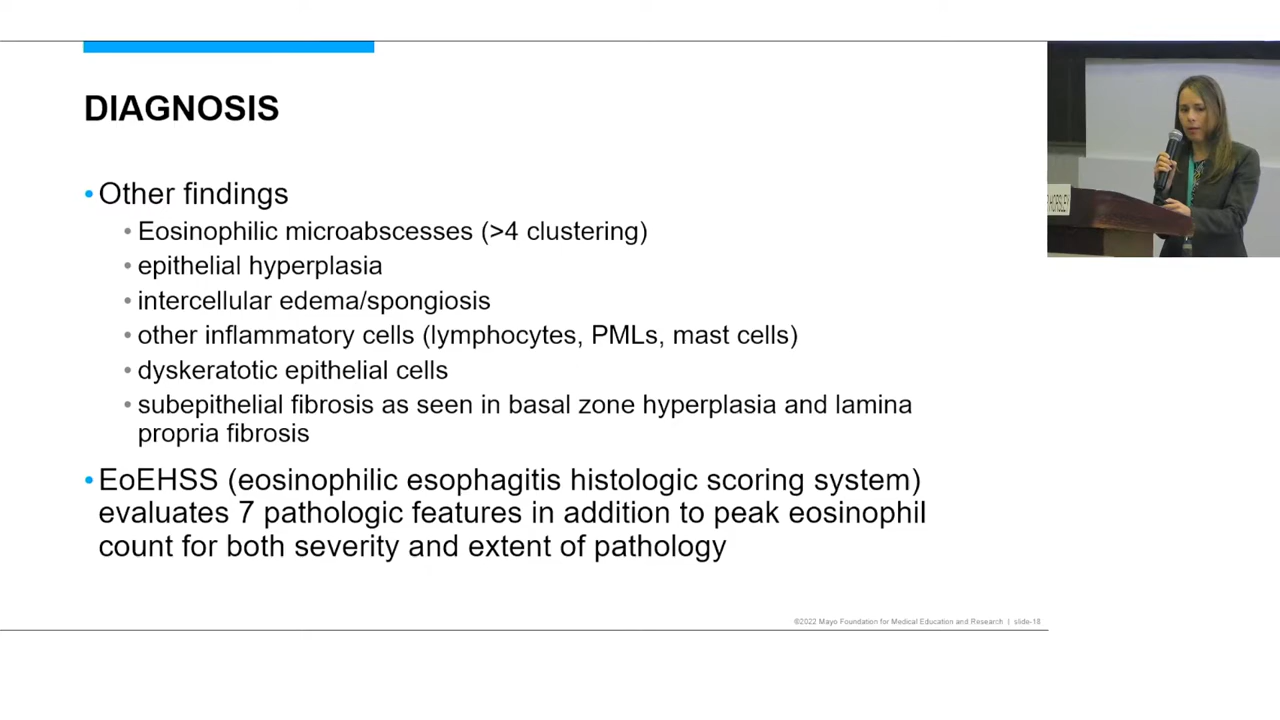 DIAGNOSIS
•Other findings
• Eosinophilic microabscesses (>4 clustering)
• epithelial hyperplasia
• intercellular edema/spongiosis
• other inflammatory cells (lymphocytes, PMLs, mast cells)
• dyskeratotic epithelial cells
• subepithelial fibrosis as seen in basal zone hyperplasia and lamina
propria fibrosis
•EoEHSS (eosinophilic esophagitis histologic scoring system)
evaluates 7 pathologic features in addition to peak eosinophil
count for both severity and extent of pathology
©2022 Mayo Foundation for Medical Education and Research | slide-18
HORSLEY